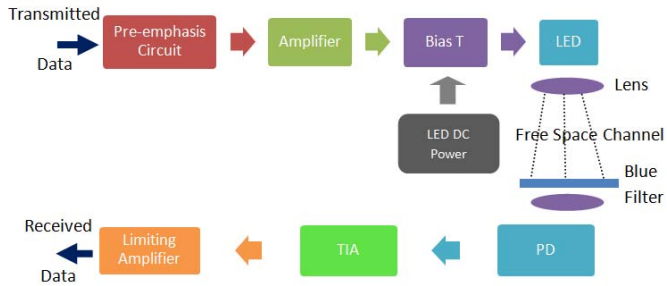 Transmitted
Data
Pre-emphasis
Circuit
Amplifier
Bias T
LED
LED DC
Power
Lens
Free Space Channel
Blue
Filter
Received
Data
Limiting
Amplifier
TIA
PD